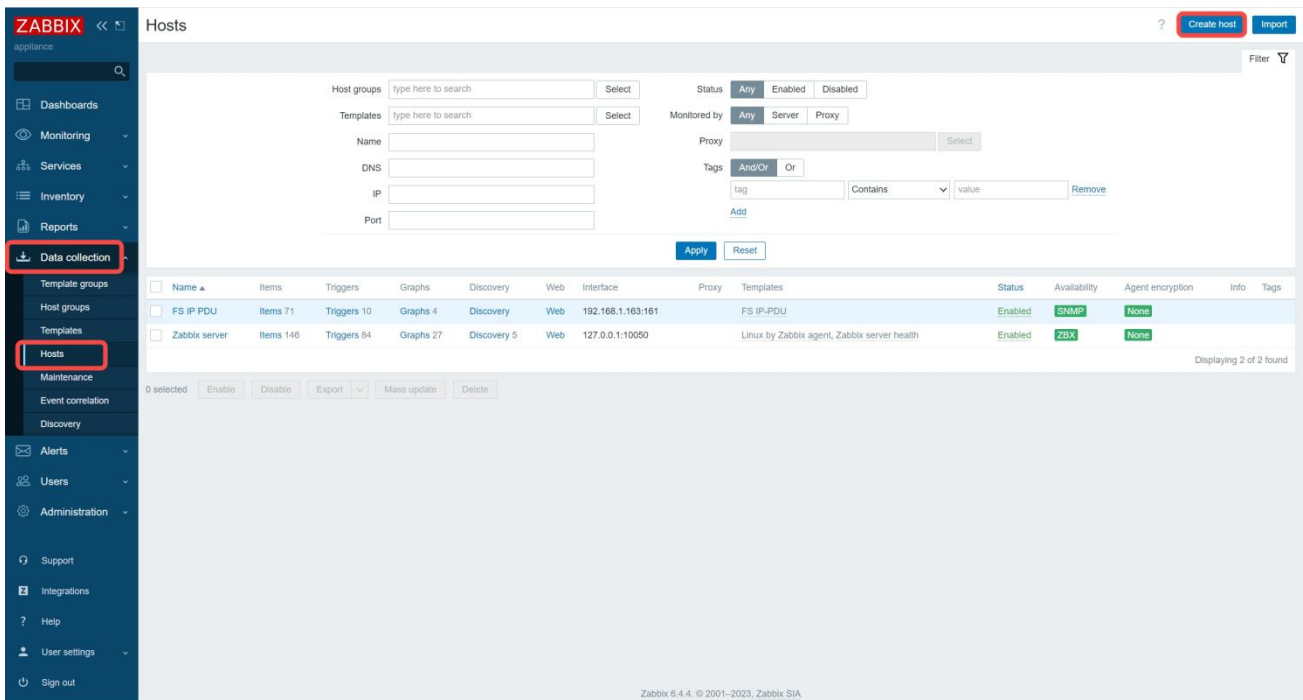 ZABBIX
appliance
Dashboards
Monitoring
Services
Inventory
Reports
Data collection
Template groups
Host groups
Templates
Hosts
Maintenance
Event correlation
Discovery
Alerts
Users
Administration
Support
Integrations
? Help
User settings
Sign out
Hosts
? Create host Import
Filter
Host groups type here to search Select
Templates type here to search Select
Name
DNS
IP
Port
Status Any Enabled Disabled
Monitored by Any Server Proxy
Proxy Select
Tags And/Or Or
tag Contains value Remove
Add
Apply Reset
Name Items Triggers Graphs Discovery Web Interface Proxy Templates Status Availability Agent encryption Info Tags
FS IP PDU Items 71 Triggers 10 Graphs 4 Discovery Web 192.168.1.163:161 FS IP-PDU Enabled SNMP None
Zabbix server Items 146 Triggers 84 Graphs 27 Discovery 5 Web 127.0.0.1:10050 Linux by Zabbix agent, Zabbix server health Enabled ZBX None
Displaying 2 of 2 found
0 selected Enable Disable Export Mass update Delete
Zabbix 6.4.4. © 2001–2023, Zabbix SIA